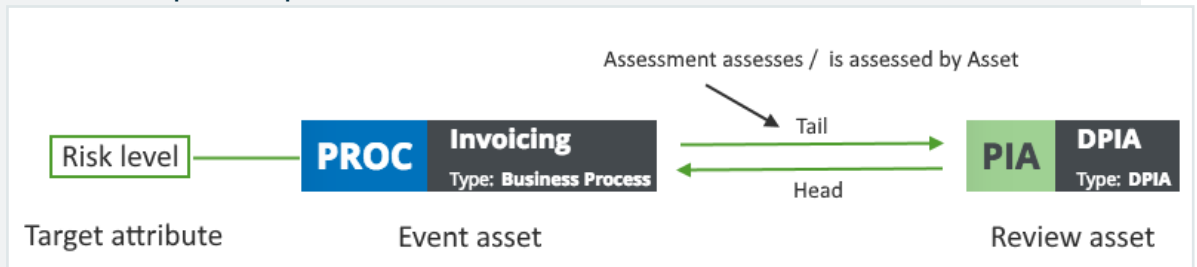 Assessment assesses / is assessed by Asset
Tail
Risk level
PROC
Invoicing
Type: Business Process
PIA
DPIA
Type: DPIA
Head
Target attribute
Event asset
Review asset